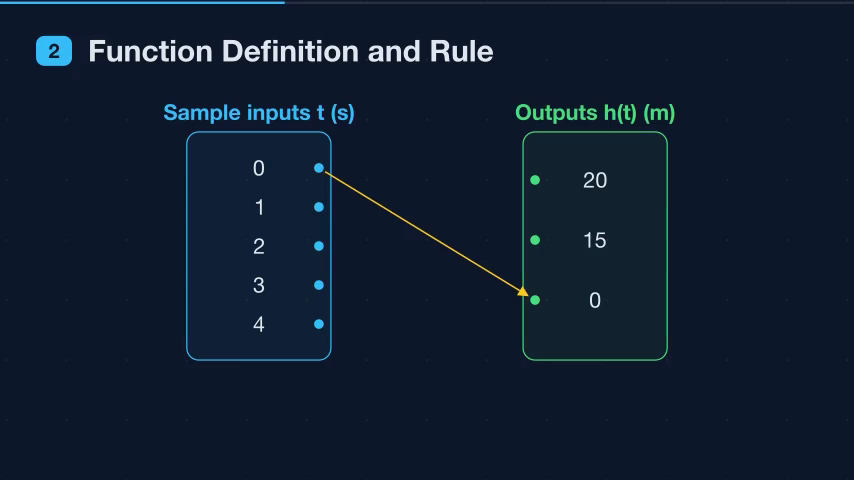 2 Function Definition and Rule
Sample inputs t (s)
0
1
2
3
4
Outputs h(t) (m)
20
15
0